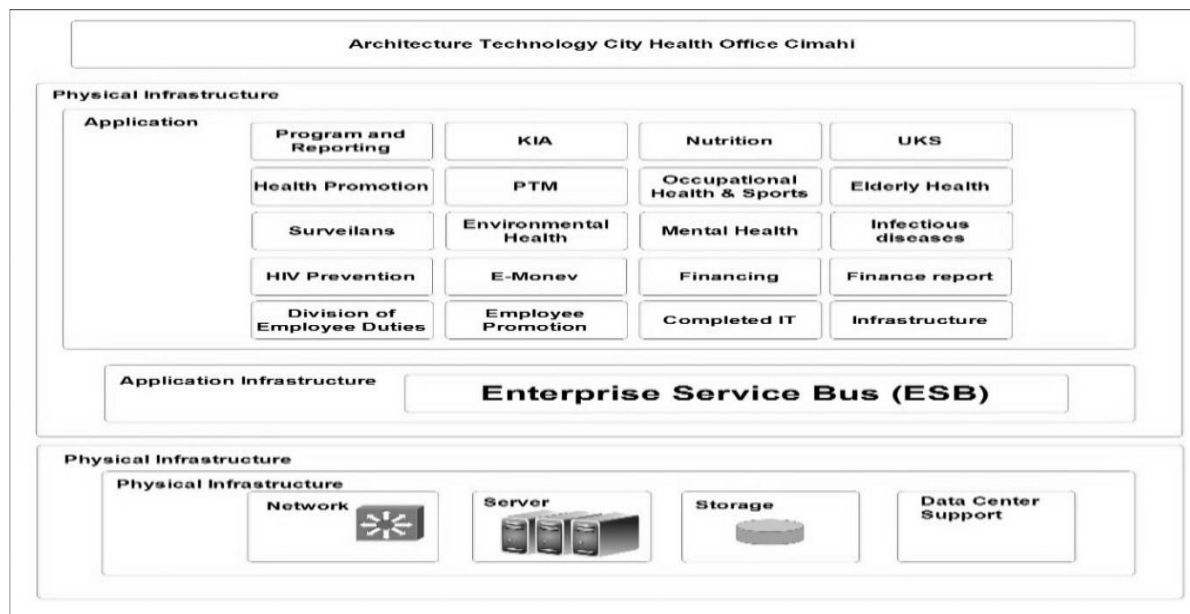 Architecture Technology City Health Office Cimahi
Physical Infrastructure
Application
Program and
Reporting
KIA
Nutrition
UKS
Health Promotion
PTM
Occupational
Health & Sports
Elderly Health
Surveilans
Environmental
Health
Mental Health
Infectious
diseases
HIV Prevention
E-Monev
Financing
Finance report
Division of
Employee Duties
Employee
Promotion
Completed IT
Infrastructure
Application Infrastructure
Enterprise Service Bus (ESB)
Physical Infrastructure
Physical Infrastructure
Network
Server
Storage
Data Center
Support